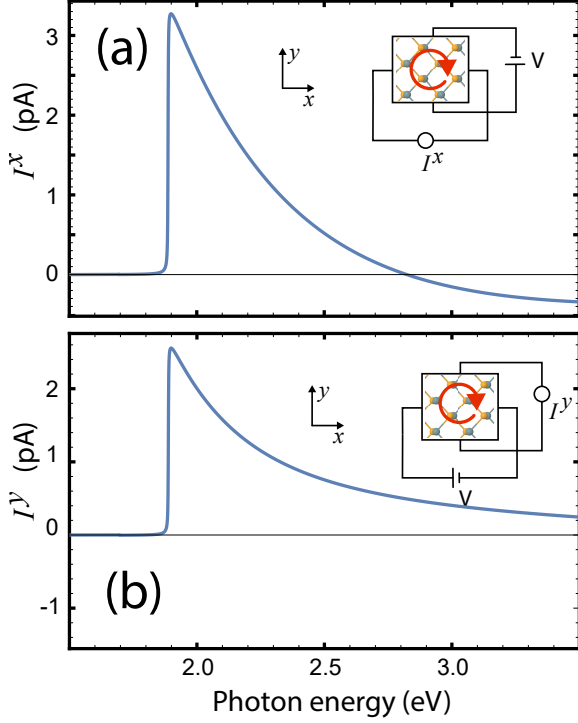 (a)
3
2
1
0
I^x (pA)
y
x
V
I^x
(b)
2
1
0
-1
I^y (pA)
y
x
I^y
V
2.0 2.5 3.0
Photon energy (eV)